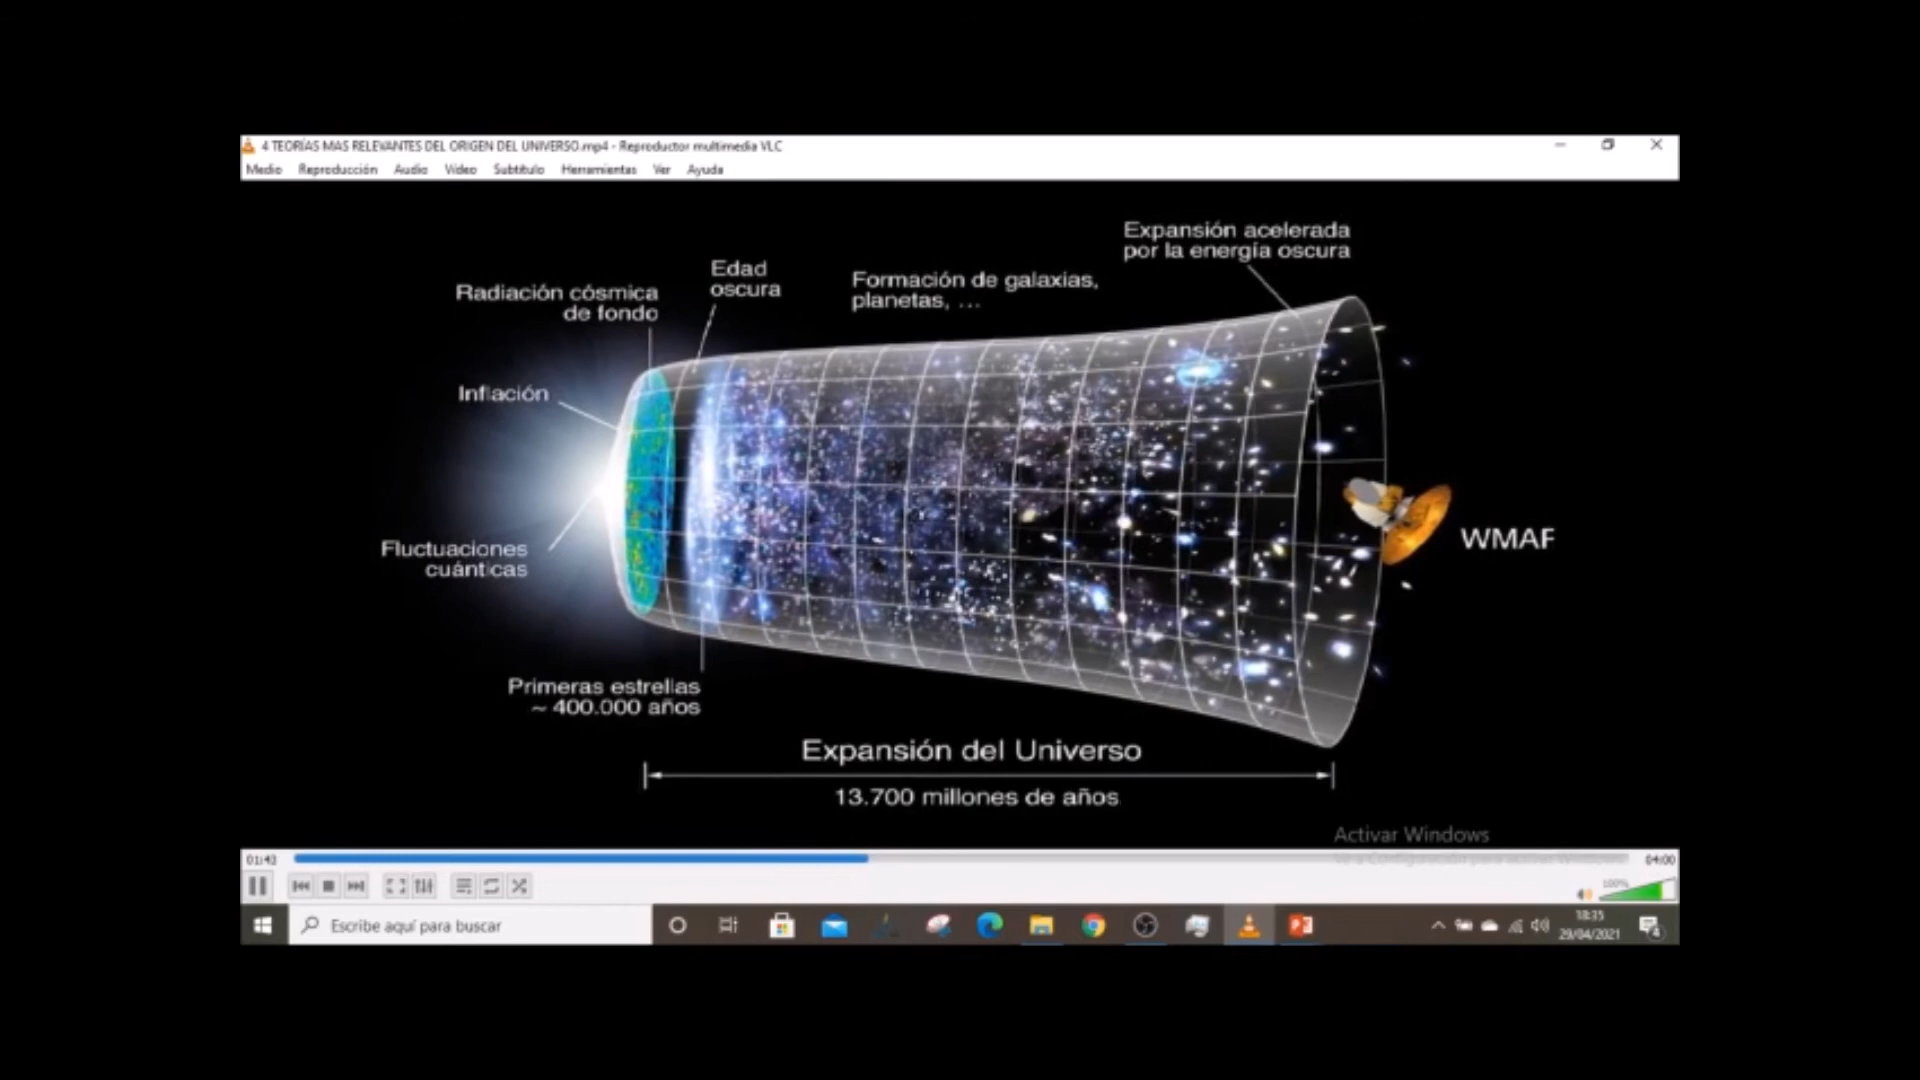 4 TEORÍAS MAS RELEVANTES DEL ORIGEN DEL UNIVERSO.mp4 - Reproductor multimedia VLC
Medio Reproducción Audio Vídeo Subtítulo Herramientas Ver Ayuda
Expansión acelerada
por la energía oscura
Edad
oscura
Formación de galaxias,
planetas, ...
Radiación cósmica
de fondo
Inflación
Fluctuaciones
cuánticas
WMAF
Primeras estrellas
~ 400.000 años
Expansión del Universo
13.700 millones de años
Activar Windows
01:43
04:00
100%
Escribe aquí para buscar
18:35
29/04/2021
4